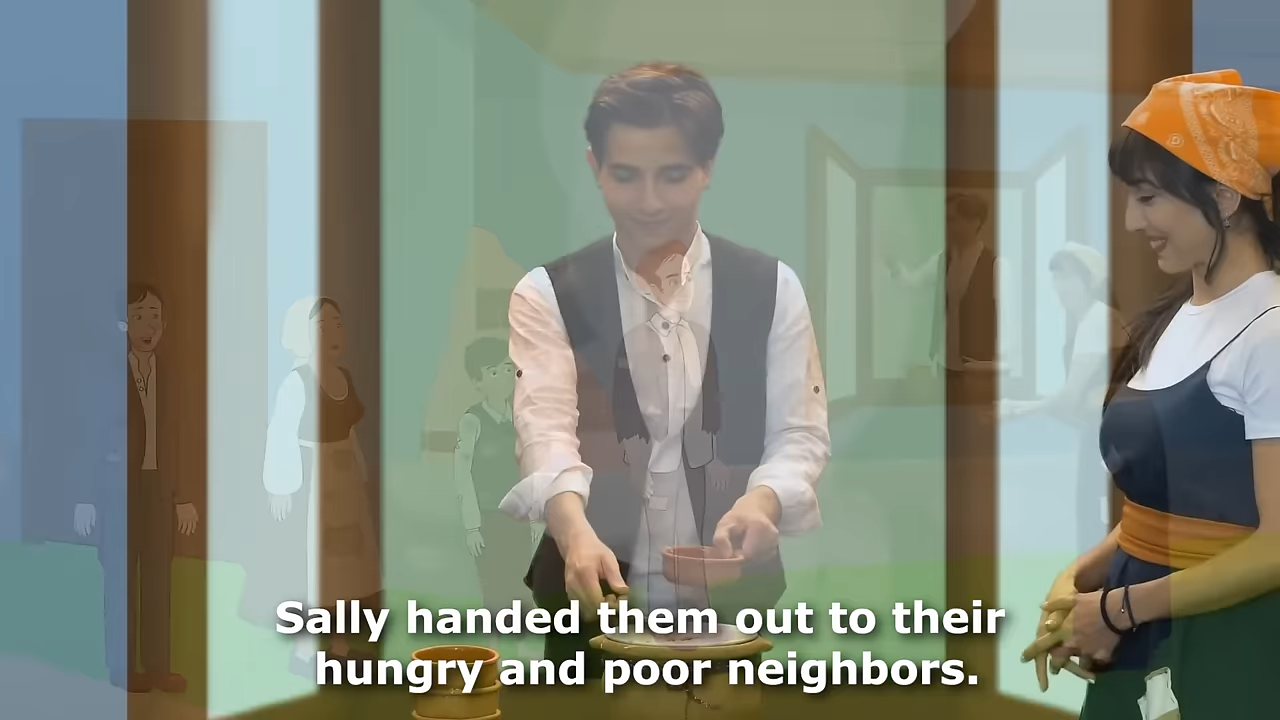 Sally handed them out to their
hungry and poor neighbors.